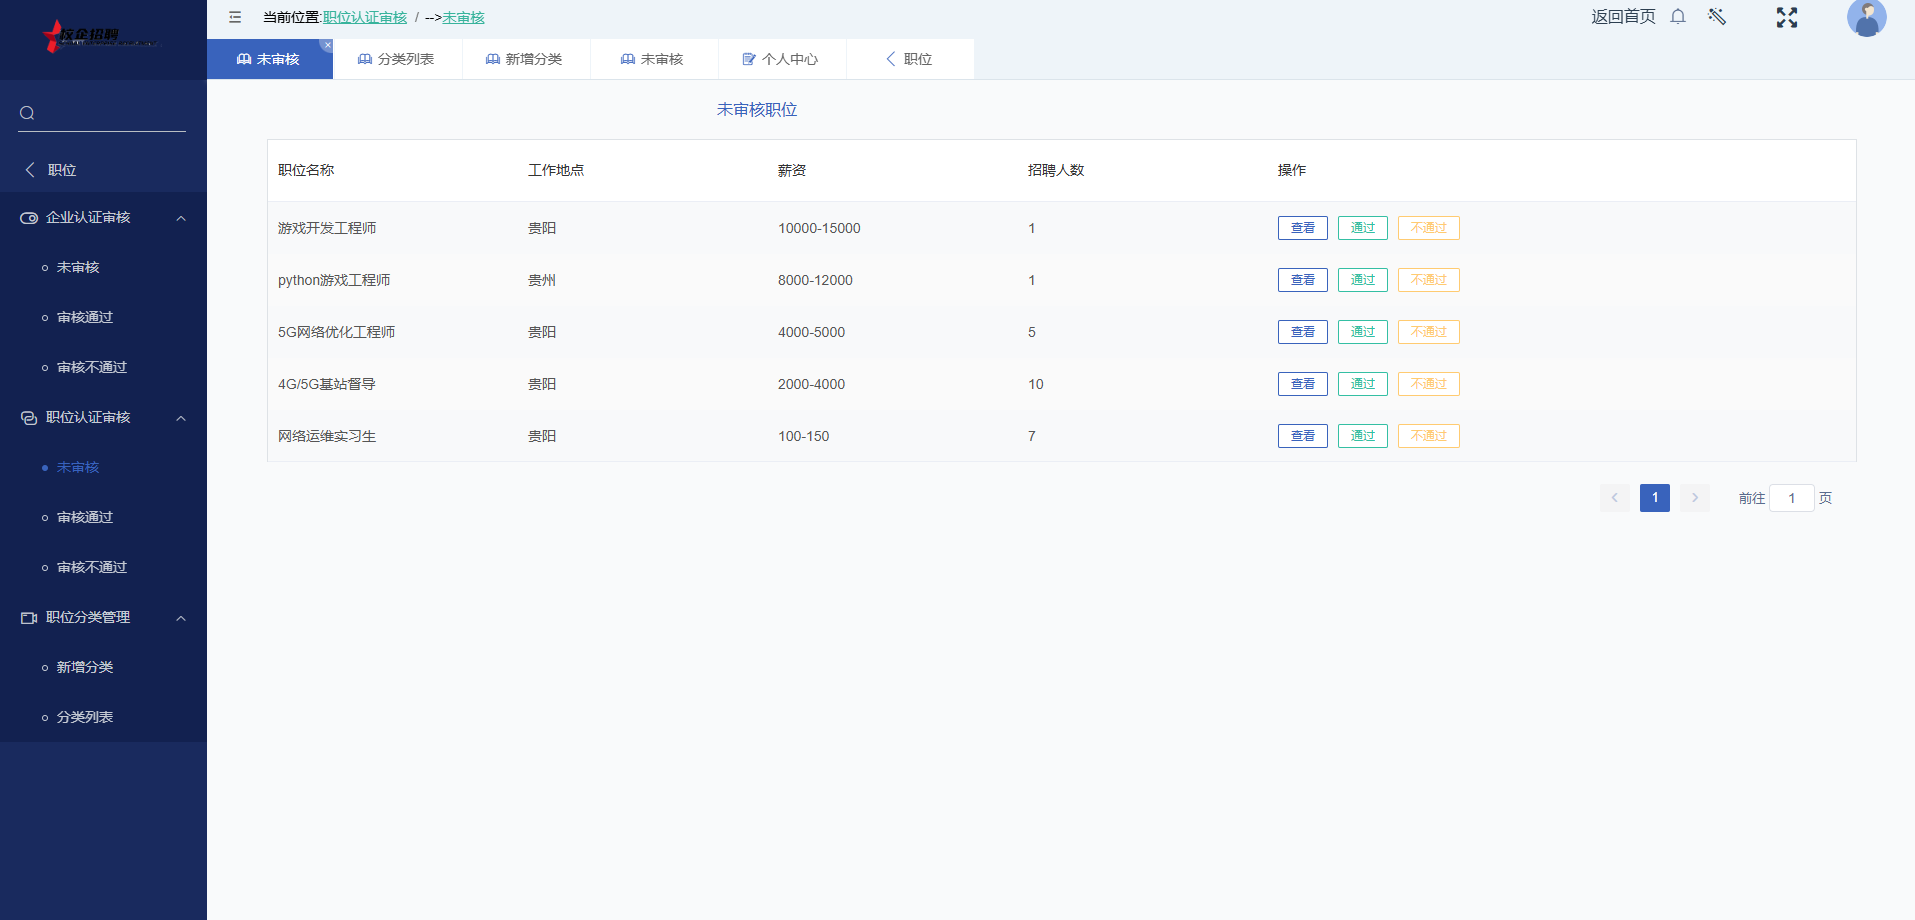 校企招聘
当前位置:职位认证审核 / -->未审核
返回首页
未审核
分类列表
新增分类
未审核
个人中心
职位
职位
企业认证审核
未审核
审核通过
审核不通过
职位认证审核
未审核
审核通过
审核不通过
职位分类管理
新增分类
分类列表
未审核职位
职位名称 工作地点 薪资 招聘人数 操作
游戏开发工程师 贵阳 10000-15000 1 查看 通过 不通过
python游戏工程师 贵州 8000-12000 1 查看 通过 不通过
5G网络优化工程师 贵阳 4000-5000 5 查看 通过 不通过
4G/5G基站督导 贵阳 2000-4000 10 查看 通过 不通过
网络运维实习生 贵阳 100-150 7 查看 通过 不通过
1 前往 1 页